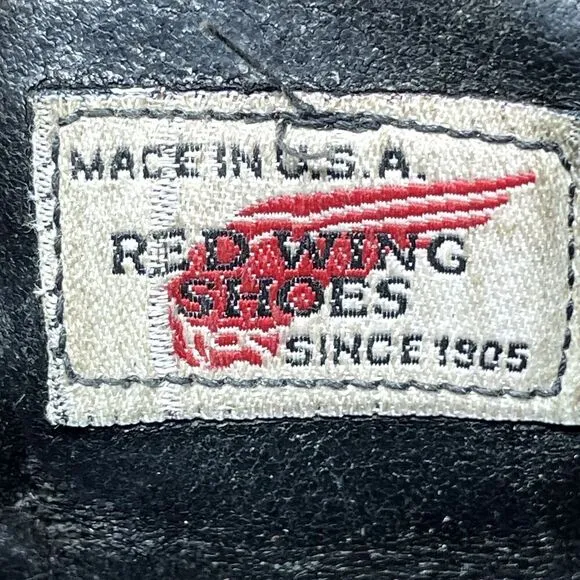 MADE IN U.S.A.
RED WING
SHOES
SINCE 1905